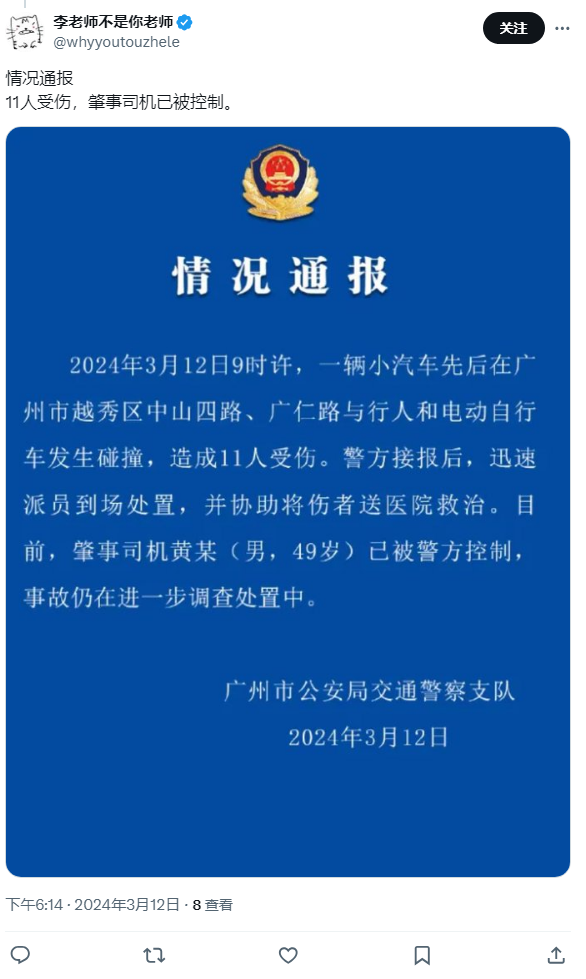 李老师不是你老师
@whyyoutouzhele
关注
情况通报
11人受伤，肇事司机已被控制。
情况通报
2024年3月12日9时许，一辆小汽车先后在广
州市越秀区中山四路、广仁路与行人和电动自行
车发生碰撞，造成11人受伤。警方接报后，迅速
派员到场处置，并协助将伤者送医院救治。目
前，肇事司机黄某（男，49岁）已被警方控制，
事故仍在进一步调查处置中。
广州市公安局交通警察支队
2024年3月12日
下午6:14 · 2024年3月12日 · 8 查看